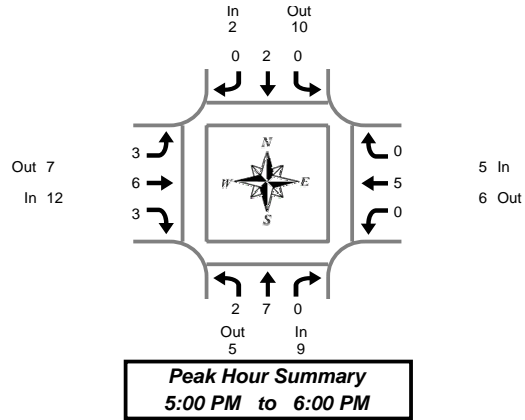 In Out
2 10
0 2 0
3 0
Out 7 5 In
6 5
In 12 6 Out
3 0
N
W E
S
2 7 0
Out In
5 9
Peak Hour Summary
5:00 PM to 6:00 PM